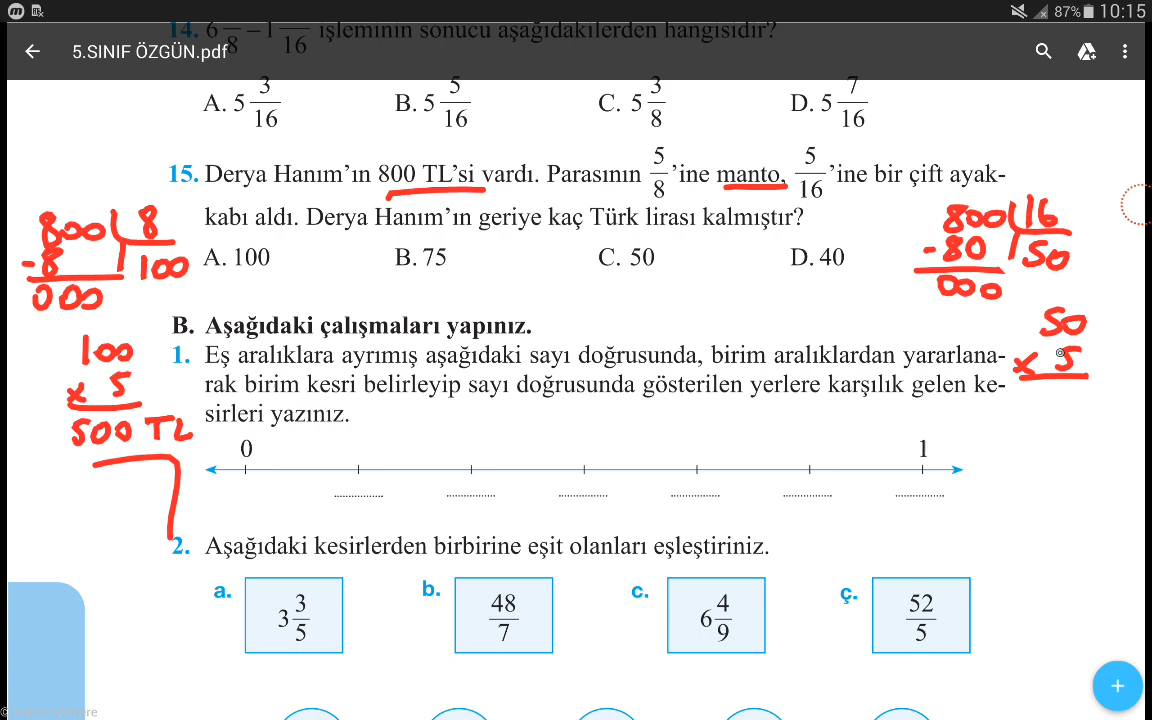 87% 10:15
14. 6 /8 − 1 /16 işleminin sonucu aşağıdakilerden hangisidir?
5.SINIF ÖZGÜN.pdf
A. 5 3/16 B. 5 5/16 C. 5 3/8 D. 5 7/16
15. Derya Hanım’ın 800 TL’si vardı. Parasının 5/8 ’ine manto, 5/16 ’ine bir çift ayak-
kabı aldı. Derya Hanım’ın geriye kaç Türk lirası kalmıştır?
A. 100 B. 75 C. 50 D. 40
800 8
- 8 100
000
100
x 5
500 TL
800 16
- 80 50
000
50
x 5
B. Aşağıdaki çalışmaları yapınız.
1. Eş aralıklara ayrımış aşağıdaki sayı doğrusunda, birim aralıklardan yararlana-
rak birim kesri belirleyip sayı doğrusunda gösterilen yerlere karşılık gelen ke-
sirleri yazınız.
0 1
2. Aşağıdaki kesirlerden birbirine eşit olanları eşleştiriniz.
a. 3 3/5 b. 48/7 c. 6 4/9 ç. 52/5